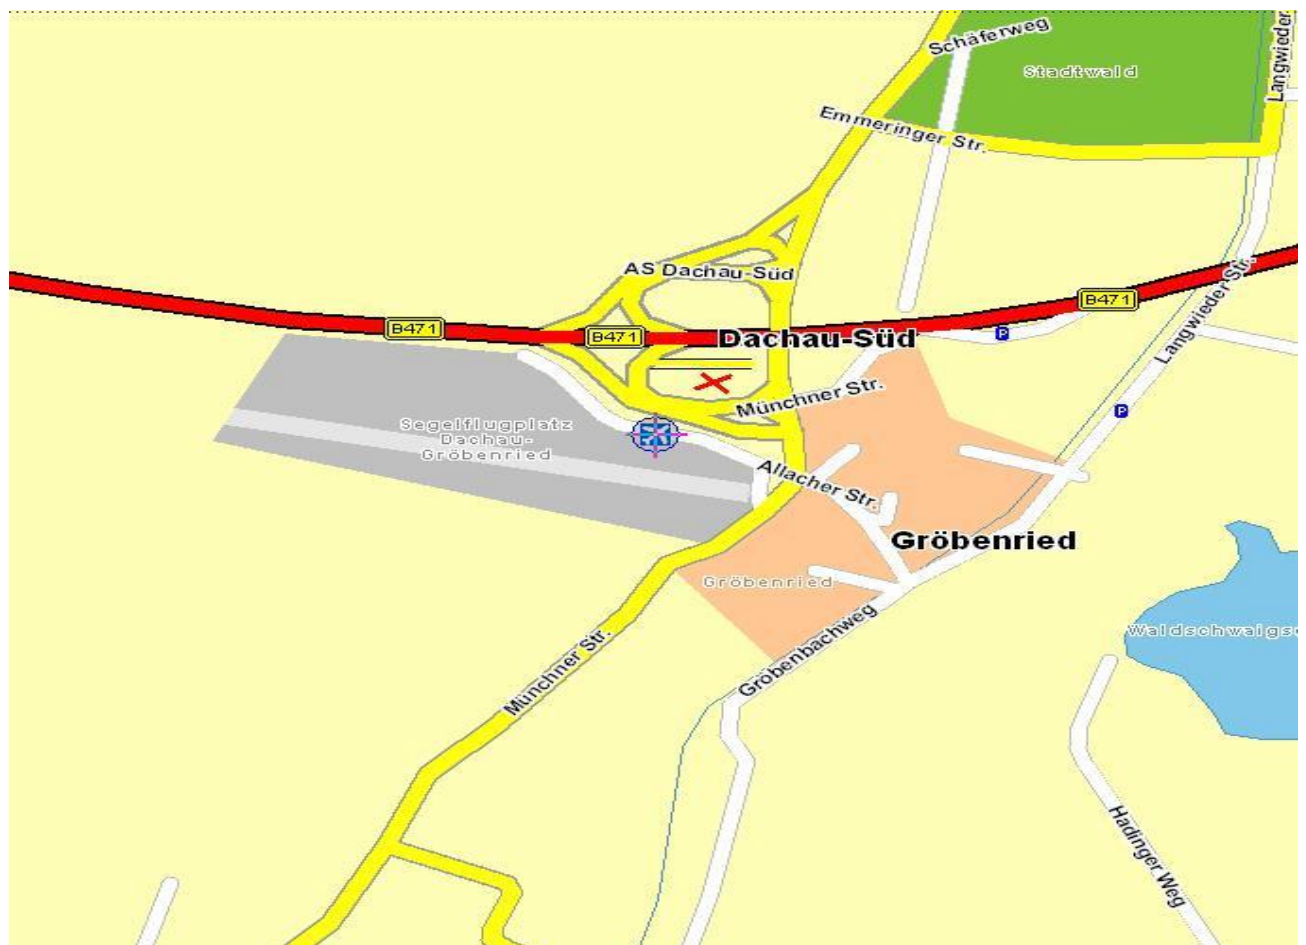 Schäferweg
Langwieder
Stadtwald
Emmeringer Str.
AS Dachau-Süd
Langwieder Str.
B471
B471
B471
Dachau-Süd
P
Münchner Str.
P
Segelflugplatz
Dachau-
Gröbenried
Allacher Str.
Gröbenried
Gröbenried
Waldschwaigs
Gröbenbachweg
Münchner Str.
Hadinger Weg